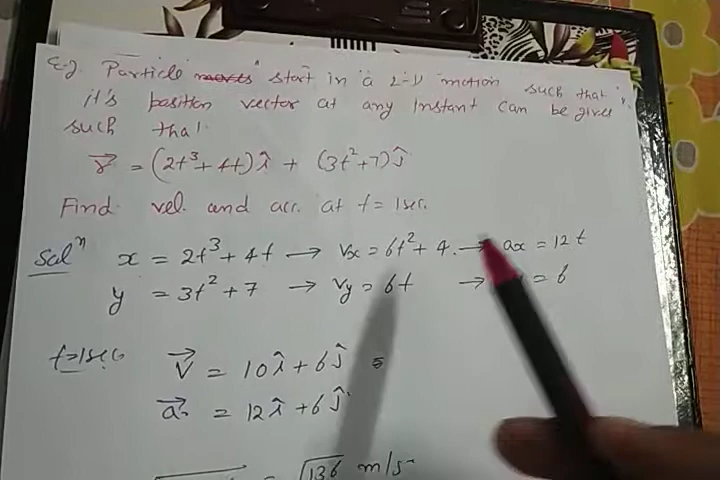 E.g. Particle moves start in a 2-D motion such that
it's position vector at any instant can be given
such that
r⃗ = (2t³+4t)î + (3t²+7)ĵ
Find vel. and acc. at t = 1sec.
Solⁿ x = 2t³+4t → vx = 6t²+4. → ax = 12t
y = 3t²+7 → vy = 6t → = 6
t=1sec v⃗ = 10î+6ĵ
a⃗ = 12î+6ĵ
= √136 m/s